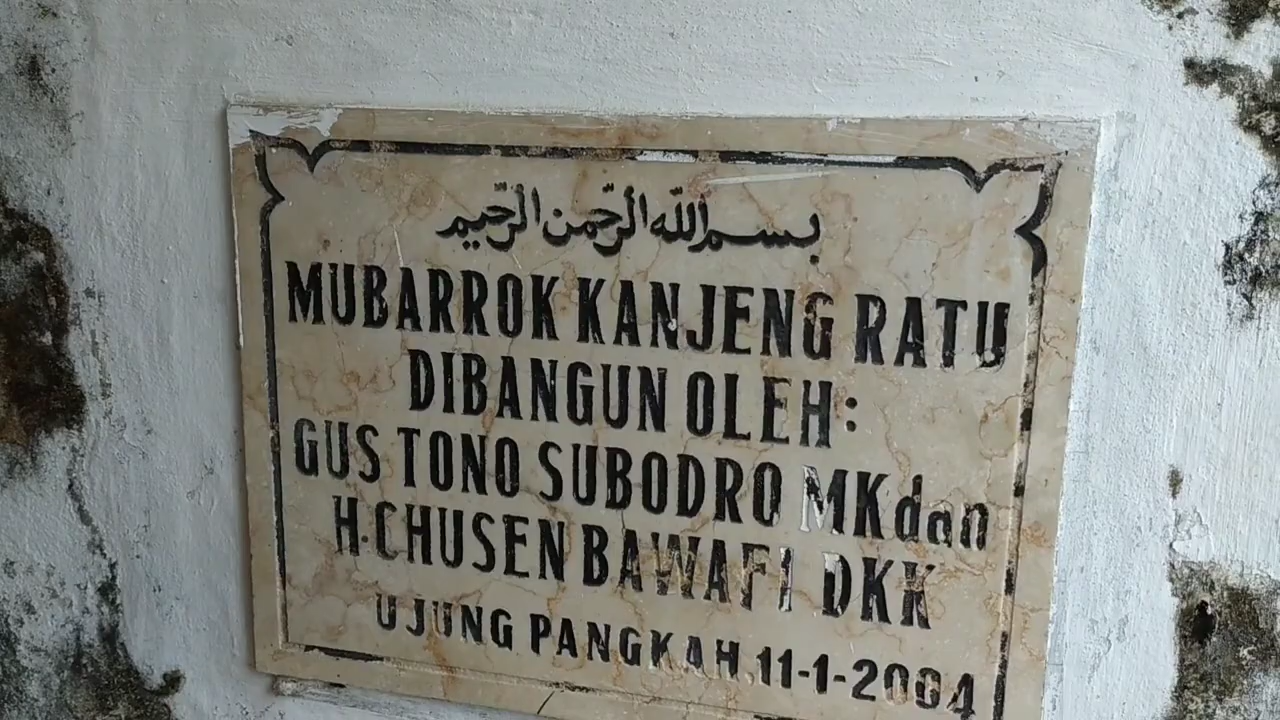 بسم الله الرحمن الرحيم
MUBARROK KANJENG RATU
DIBANGUN OLEH:
GUS TONO SUBODRO MK dan
H. CHUSEN BAWAFI DKK
UJUNG PANGKAH, 11-1-2004